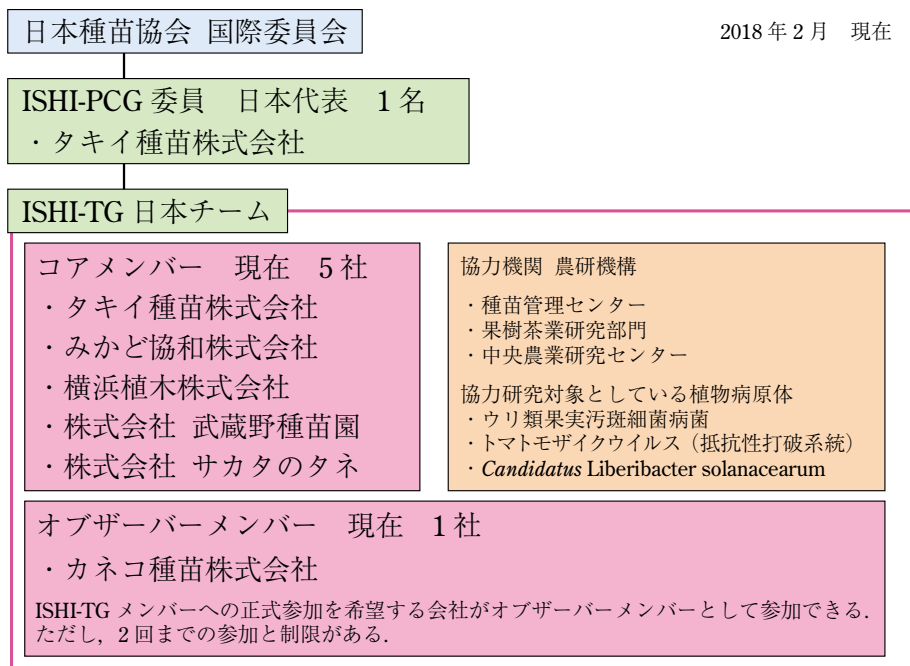 日本種苗協会 国際委員会
2018年2月　現在
ISHI-PCG 委員　日本代表　1名
・タキイ種苗株式会社
ISHI-TG 日本チーム
コアメンバー　現在　5社
・タキイ種苗株式会社
・みかど協和株式会社
・横浜植木株式会社
・株式会社 武蔵野種苗園
・株式会社 サカタのタネ
協力機関 農研機構
・種苗管理センター
・果樹茶業研究部門
・中央農業研究センター
協力研究対象としている植物病原体
・ウリ類果実汚斑細菌病菌
・トマトモザイクウイルス（抵抗性打破系統）
・Candidatus Liberibacter solanacearum
オブザーバーメンバー　現在　1社
・カネコ種苗株式会社
ISHI-TG メンバーへの正式参加を希望する会社がオブザーバーメンバーとして参加できる．
ただし，2回までの参加と制限がある．